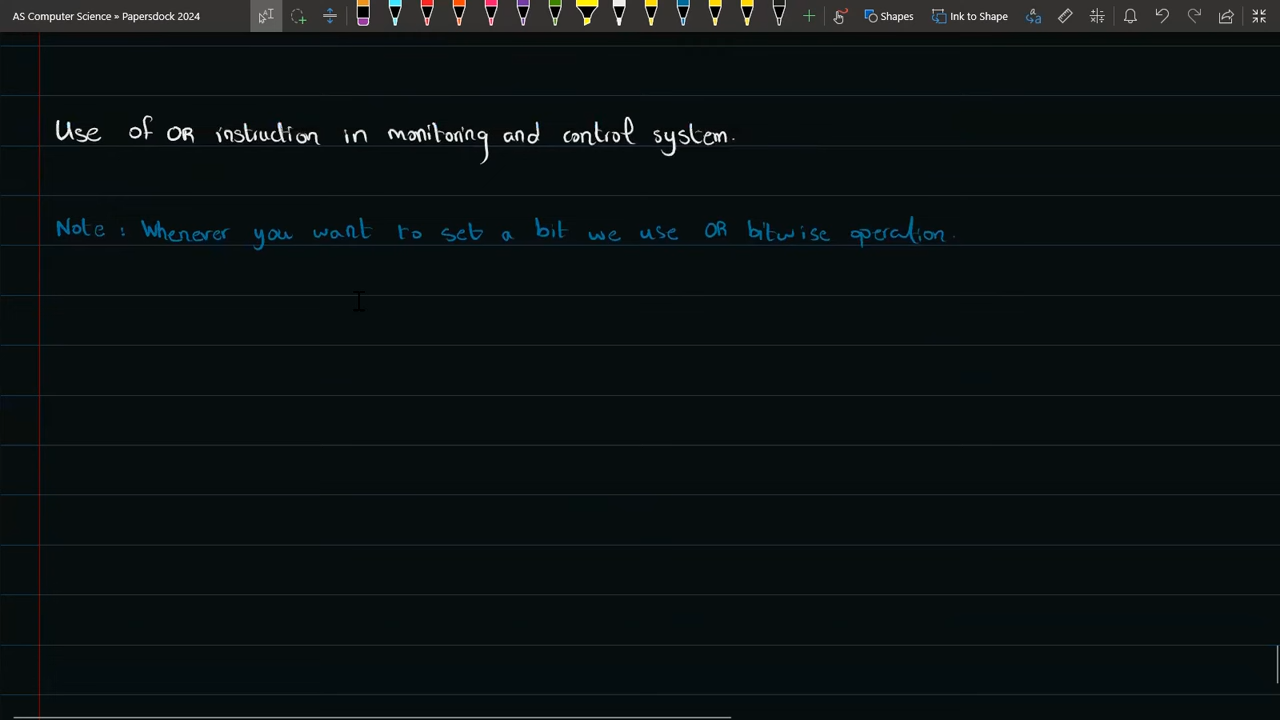 AS Computer Science » Papersdock 2024
Shapes
Ink to Shape
Use of OR instruction in monitoring and control system.
Note : Whenever you want to set a bit we use OR bitwise operation.